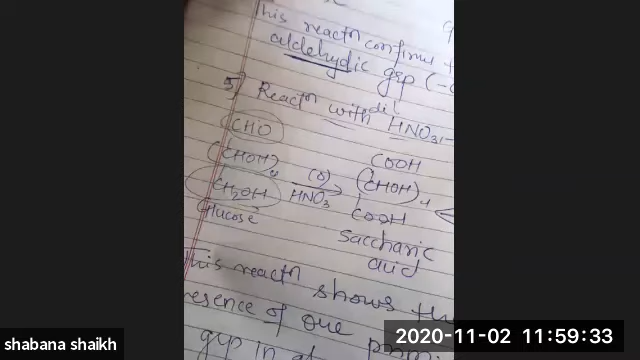 This reactn confirms
aldehydic grp
5) Reactn with dil HNO3,-
CHO COOH
(CHOH)4 (O) (CHOH)4
CH2OH HNO3 COOH
Glucose Saccharic
acid
This reactn shows the
presence of one
grp in
shabana shaikh
2020-11-02 11:59:33